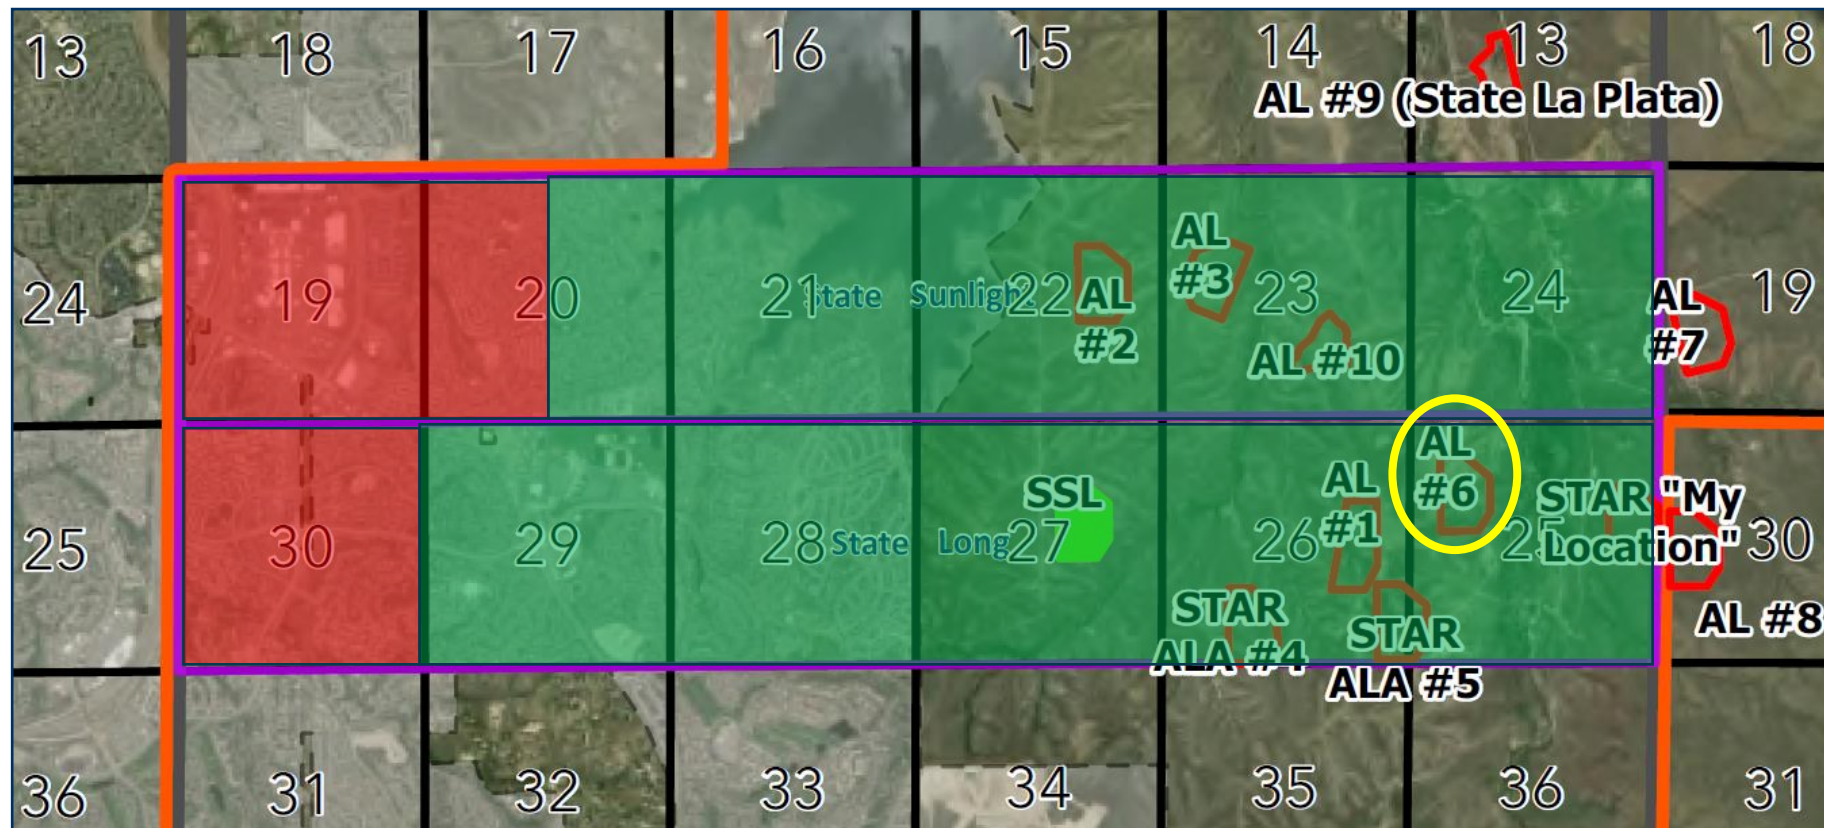 13 18 17 16 15 14 13 18
AL #9 (State La Plata)
24 19 20 21 State Sunlight 22 AL
#2
AL
#3
23
AL #10
24
AL
#7
19
25 30 29 28 State Long 27
SSL
26
AL
#1
AL
#6
25
STAR "My
Location"
30
AL #8
STAR
ALA #4
STAR
ALA #5
36 31 32 33 34 35 36 31